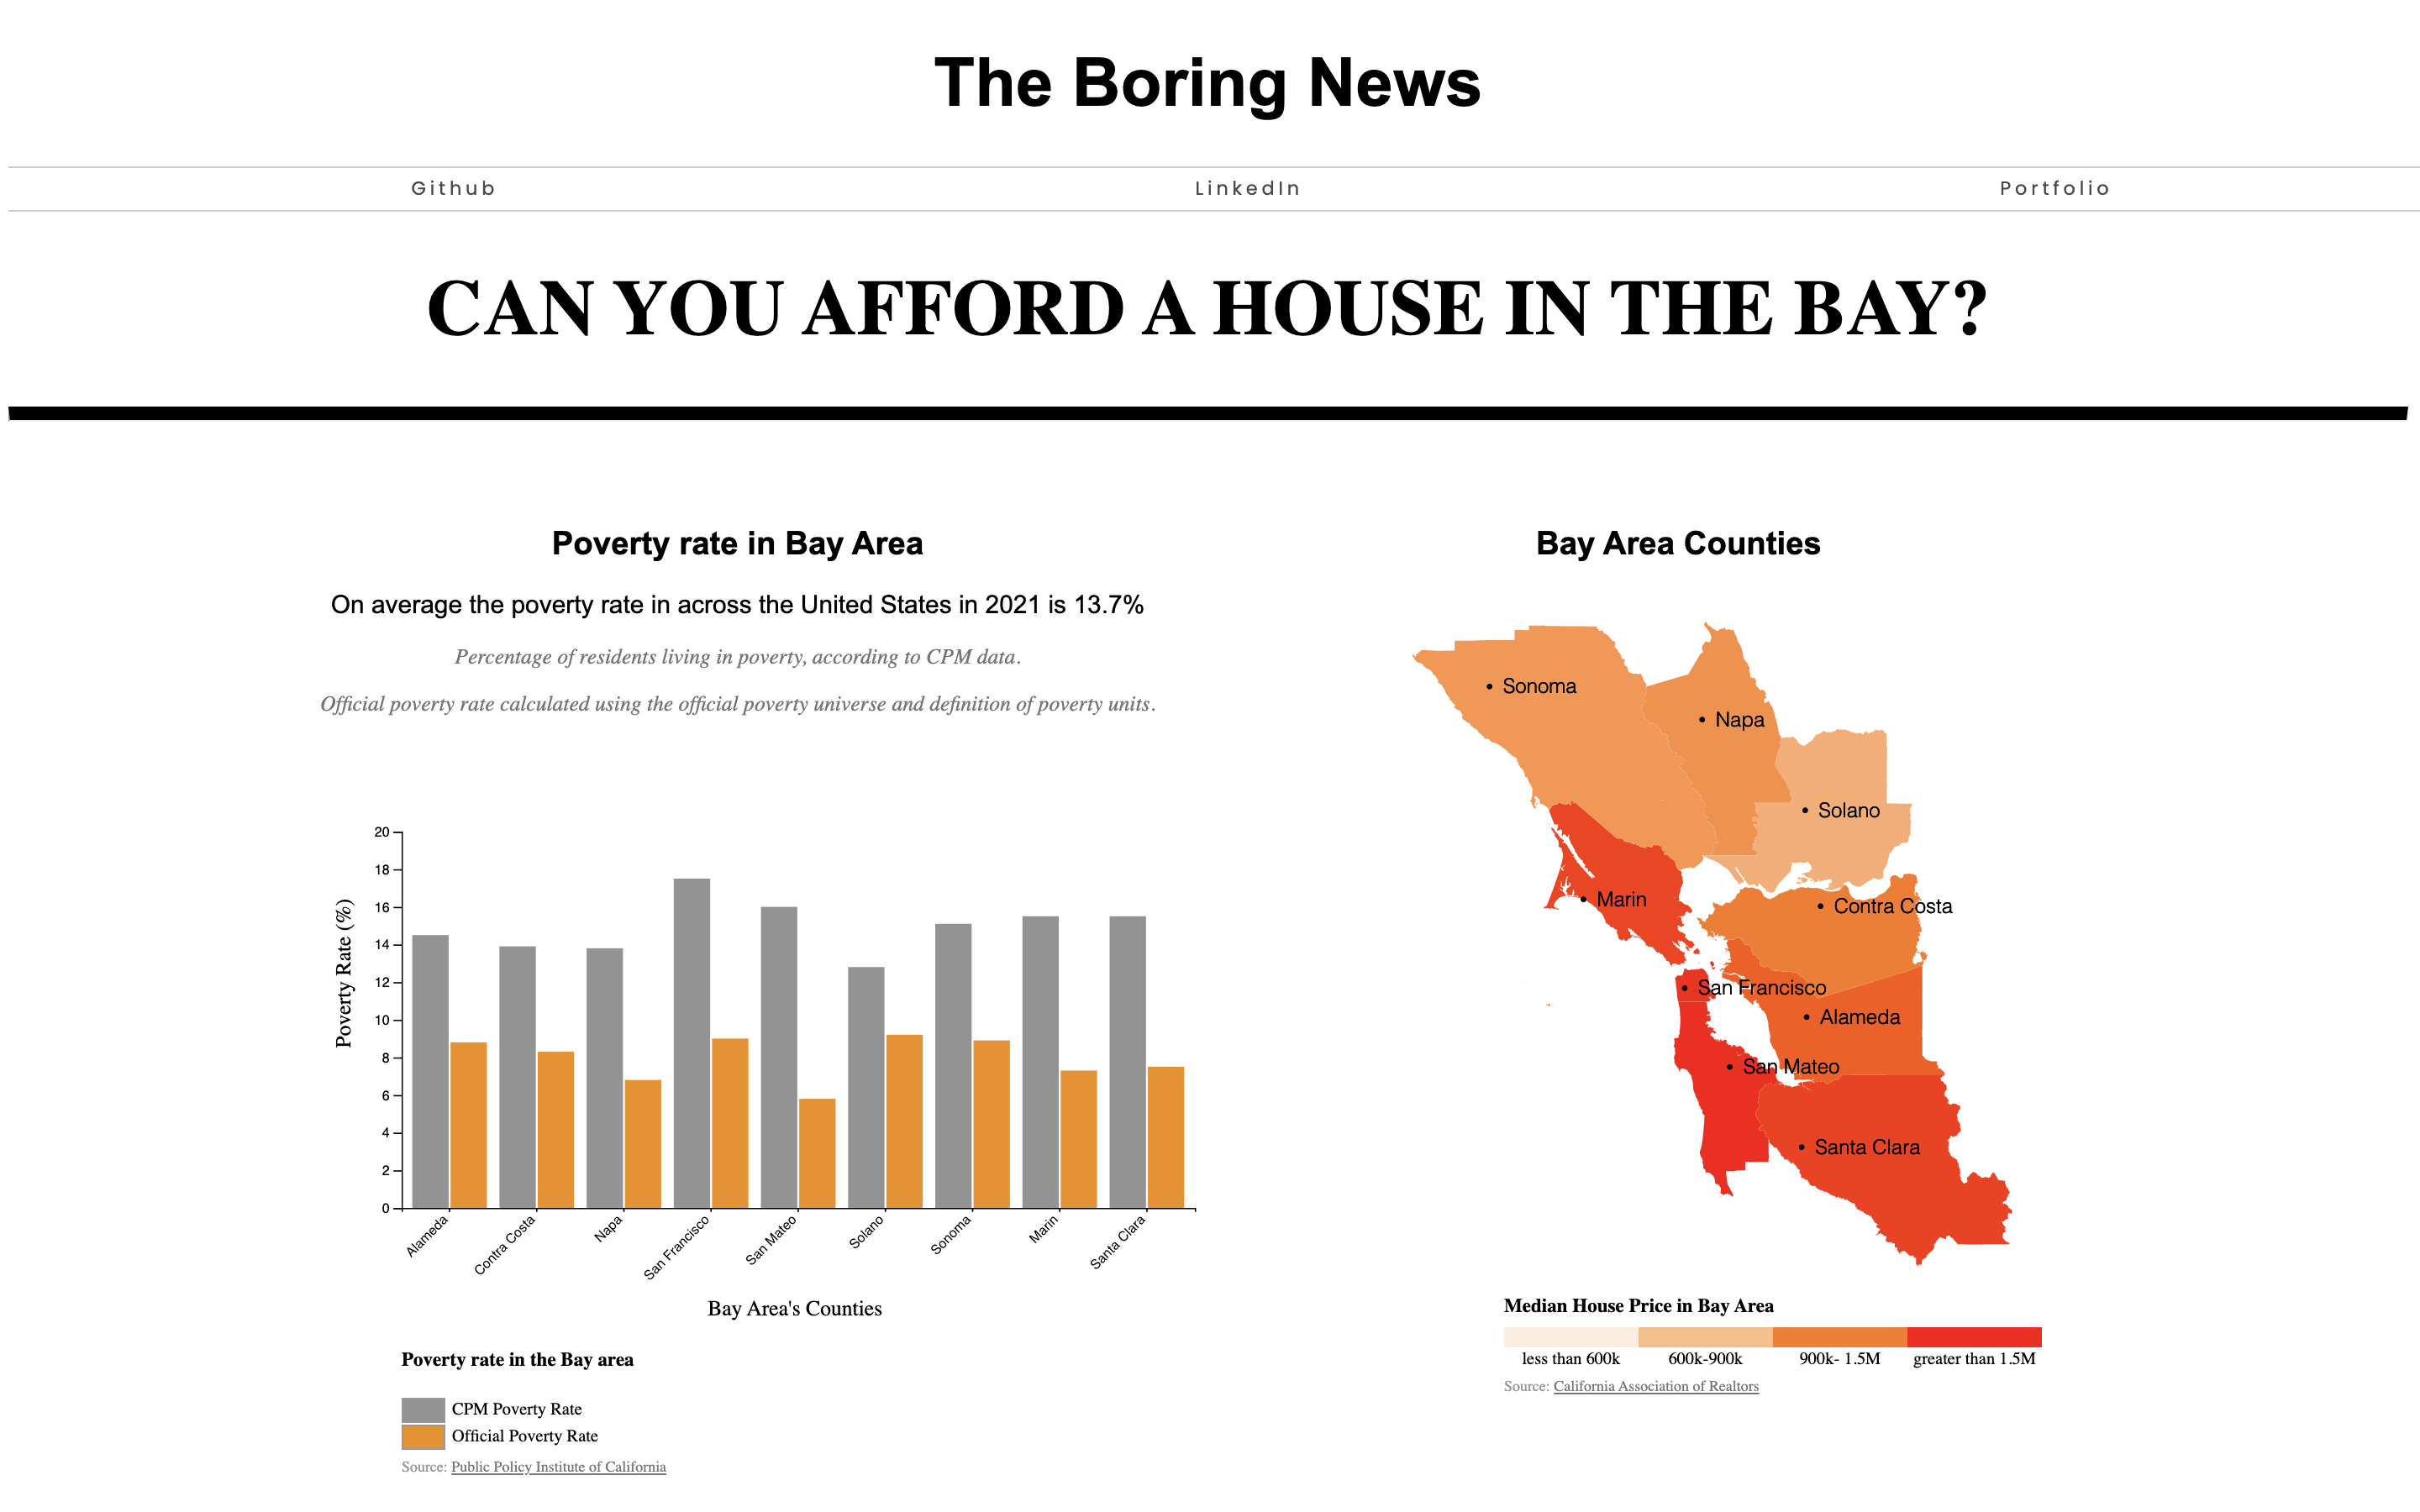 The Boring News
Github
LinkedIn
Portfolio
CAN YOU AFFORD A HOUSE IN THE BAY?
Poverty rate in Bay Area
On average the poverty rate in across the United States in 2021 is 13.7%
Percentage of residents living in poverty, according to CPM data.
Official poverty rate calculated using the official poverty universe and definition of poverty units.
20
18
16
14
12
10
8
6
4
2
0
Poverty Rate (%)
Alameda
Contra Costa
Napa
San Francisco
San Mateo
Solano
Sonoma
Marin
Santa Clara
Bay Area's Counties
Poverty rate in the Bay area
CPM Poverty Rate
Official Poverty Rate
Source: Public Policy Institute of California
Bay Area Counties
Sonoma
Napa
Solano
Marin
Contra Costa
San Francisco
Alameda
San Mateo
Santa Clara
Median House Price in Bay Area
less than 600k
600k-900k
900k- 1.5M
greater than 1.5M
Source: California Association of Realtors